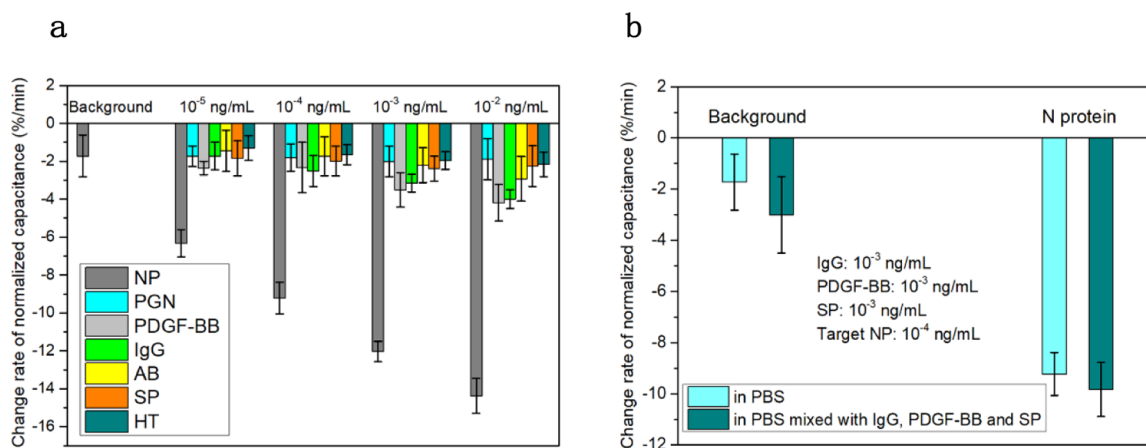 a
Change rate of normalized capacitance (%/min)
2
0
-2
-4
-6
-8
-10
-12
-14
-16
Background 10⁻⁵ ng/mL 10⁻⁴ ng/mL 10⁻³ ng/mL 10⁻² ng/mL
NP
PGN
PDGF-BB
IgG
AB
SP
HT
b
Change rate of normalized capacitance (%/min)
2
0
-2
-4
-6
-8
-10
-12
Background N protein
IgG: 10⁻³ ng/mL
PDGF-BB: 10⁻³ ng/mL
SP: 10⁻³ ng/mL
Target NP: 10⁻⁴ ng/mL
in PBS
in PBS mixed with IgG, PDGF-BB and SP